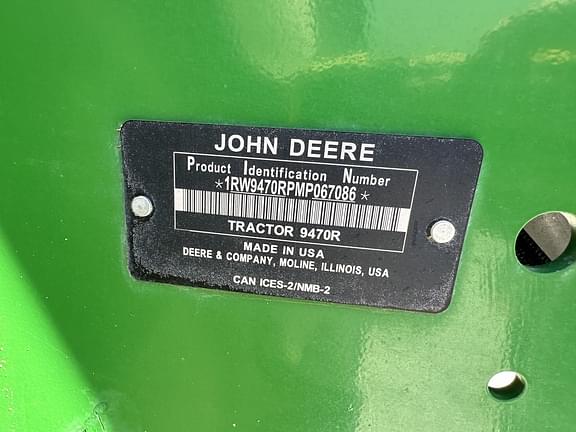 JOHN DEERE
Product Identification Number
*1RW9470RPMP067086*
TRACTOR 9470R
MADE IN USA
DEERE & COMPANY, MOLINE, ILLINOIS, USA
CAN ICES-2/NMB-2